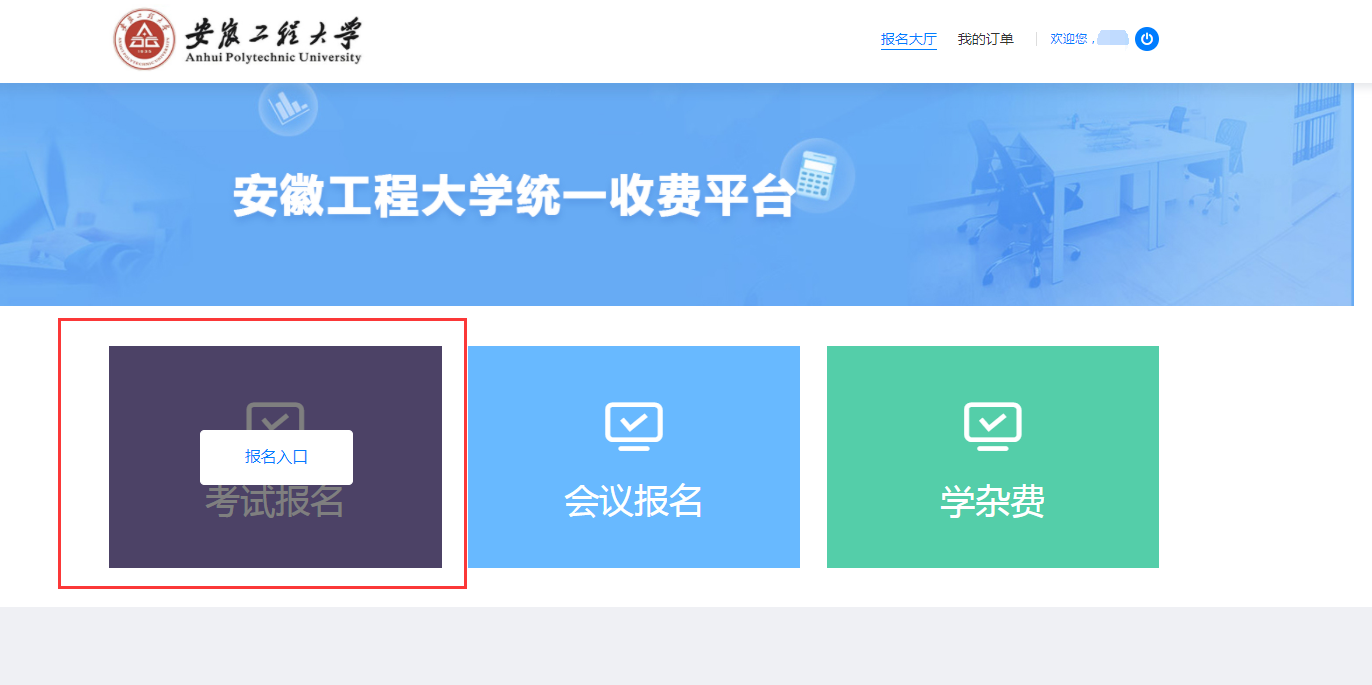 安徽工程大学
Anhui Polytechnic University
报名大厅 我的订单 欢迎您，
安徽工程大学统一收费平台
报名入口
考试报名
会议报名
学杂费